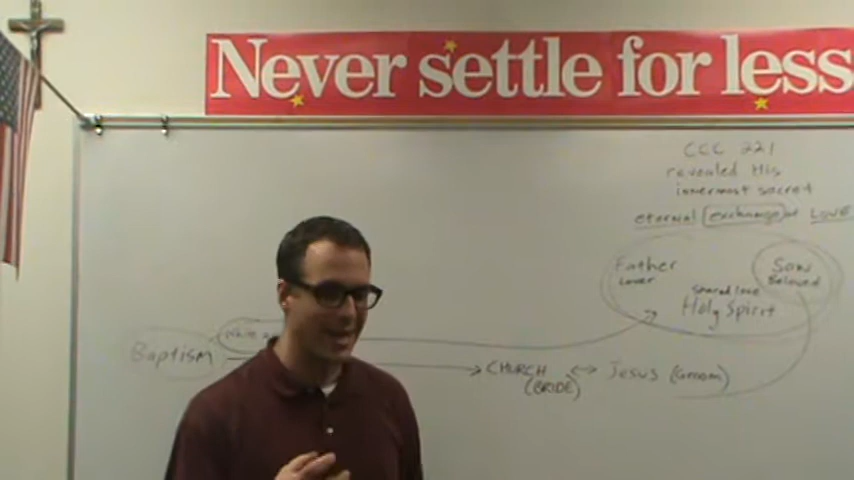 Never settle for less
CCC 221
revealed His
innermost secret
eternal exchange of LOVE
Father
Lover
Son
Beloved
shared love
Holy Spirit
White
Baptism
CHURCH
(BRIDE)
Jesus (Groom)